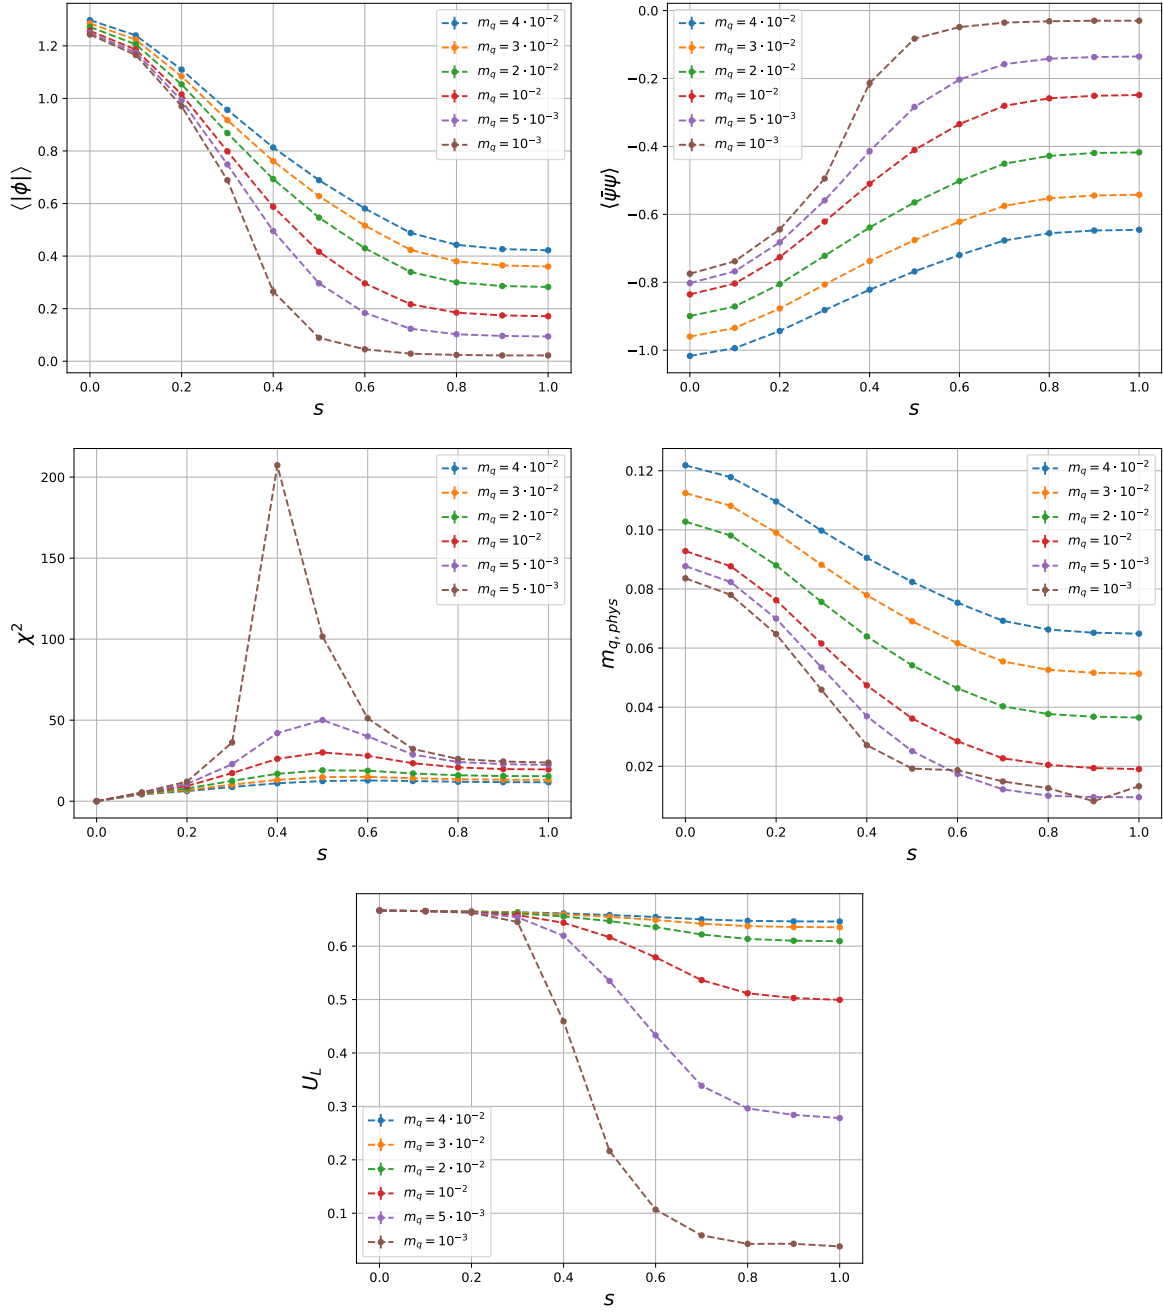 ⟨|ϕ|⟩
1.2
1.0
0.8
0.6
0.4
0.2
0.0
0.0 0.2 0.4 0.6 0.8 1.0
s
m_q = 4 · 10⁻²
m_q = 3 · 10⁻²
m_q = 2 · 10⁻²
m_q = 10⁻²
m_q = 5 · 10⁻³
m_q = 10⁻³
⟨ψ̄ψ⟩
0.0
−0.2
−0.4
−0.6
−0.8
−1.0
0.0 0.2 0.4 0.6 0.8 1.0
s
m_q = 4 · 10⁻²
m_q = 3 · 10⁻²
m_q = 2 · 10⁻²
m_q = 10⁻²
m_q = 5 · 10⁻³
m_q = 10⁻³
χ²
200
150
100
50
0
0.0 0.2 0.4 0.6 0.8 1.0
s
m_q = 4 · 10⁻²
m_q = 3 · 10⁻²
m_q = 2 · 10⁻²
m_q = 10⁻²
m_q = 5 · 10⁻³
m_q = 5 · 10⁻³
m_{q, phys}
0.12
0.10
0.08
0.06
0.04
0.02
0.0 0.2 0.4 0.6 0.8 1.0
s
m_q = 4 · 10⁻²
m_q = 3 · 10⁻²
m_q = 2 · 10⁻²
m_q = 10⁻²
m_q = 5 · 10⁻³
m_q = 10⁻³
U_L
0.6
0.5
0.4
0.3
0.2
0.1
0.0 0.2 0.4 0.6 0.8 1.0
s
m_q = 4 · 10⁻²
m_q = 3 · 10⁻²
m_q = 2 · 10⁻²
m_q = 10⁻²
m_q = 5 · 10⁻³
m_q = 10⁻³